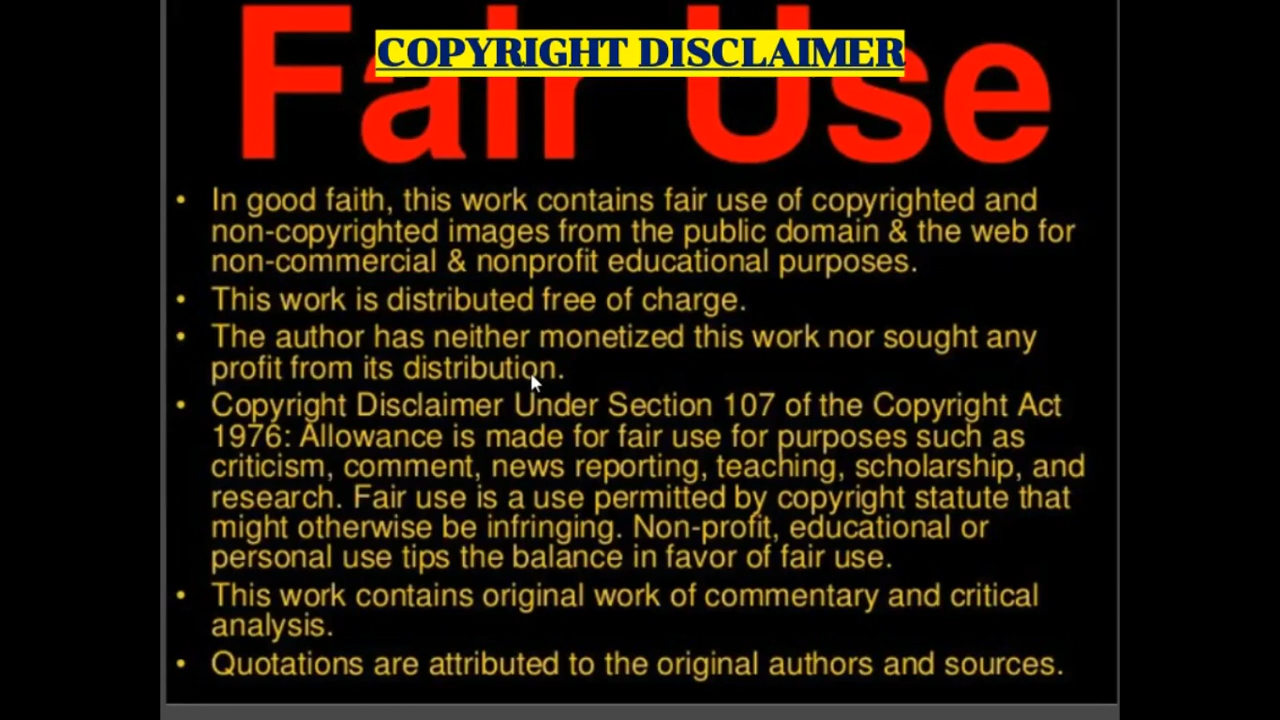 Fair Use
COPYRIGHT DISCLAIMER
• In good faith, this work contains fair use of copyrighted and
non-copyrighted images from the public domain & the web for
non-commercial & nonprofit educational purposes.
• This work is distributed free of charge.
• The author has neither monetized this work nor sought any
profit from its distribution.
• Copyright Disclaimer Under Section 107 of the Copyright Act
1976: Allowance is made for fair use for purposes such as
criticism, comment, news reporting, teaching, scholarship, and
research. Fair use is a use permitted by copyright statute that
might otherwise be infringing. Non-profit, educational or
personal use tips the balance in favor of fair use.
• This work contains original work of commentary and critical
analysis.
• Quotations are attributed to the original authors and sources.